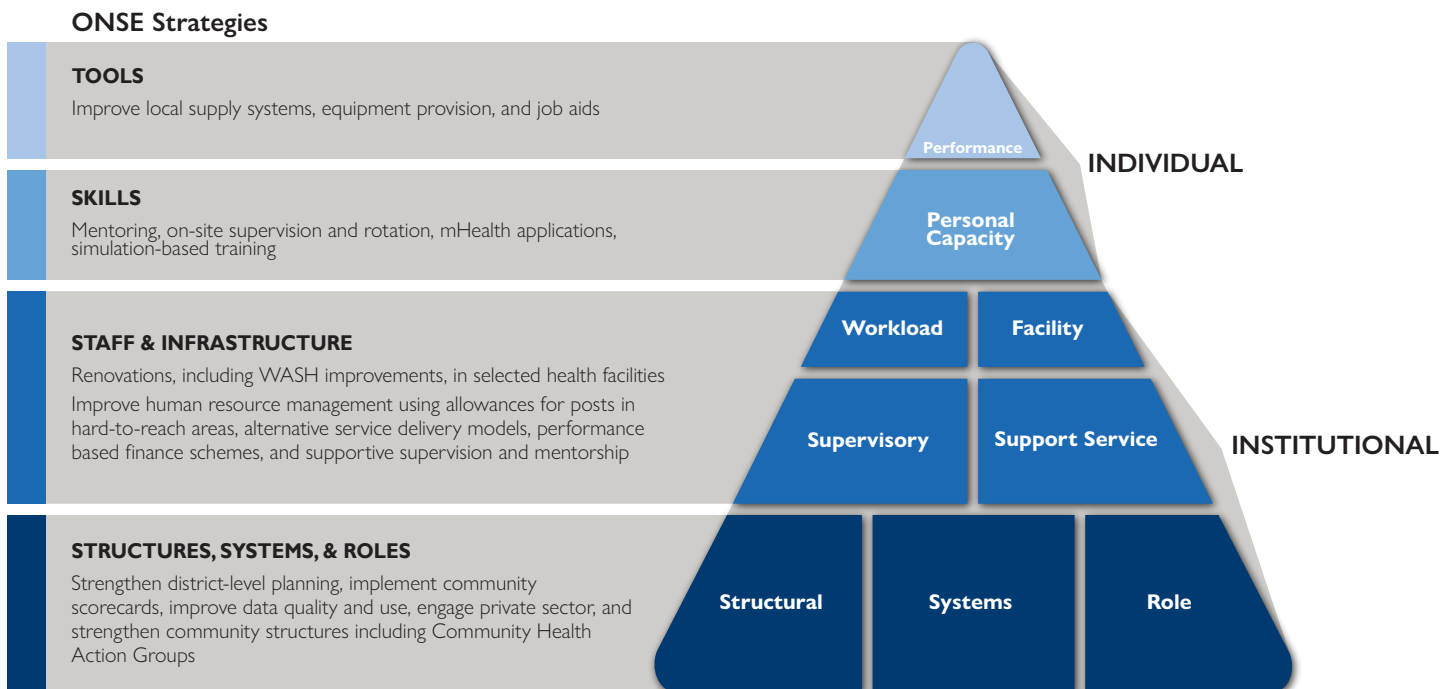 ONSE Strategies
TOOLS
Improve local supply systems, equipment provision, and job aids
Performance
INDIVIDUAL
SKILLS
Mentoring, on-site supervision and rotation, mHealth applications,
simulation-based training
Personal
Capacity
STAFF & INFRASTRUCTURE
Renovations, including WASH improvements, in selected health facilities
Improve human resource management using allowances for posts in
hard-to-reach areas, alternative service delivery models, performance
based finance schemes, and supportive supervision and mentorship
Workload
Facility
Supervisory
Support Service
INSTITUTIONAL
STRUCTURES, SYSTEMS, & ROLES
Strengthen district-level planning, implement community
scorecards, improve data quality and use, engage private sector, and
strengthen community structures including Community Health
Action Groups
Structural
Systems
Role